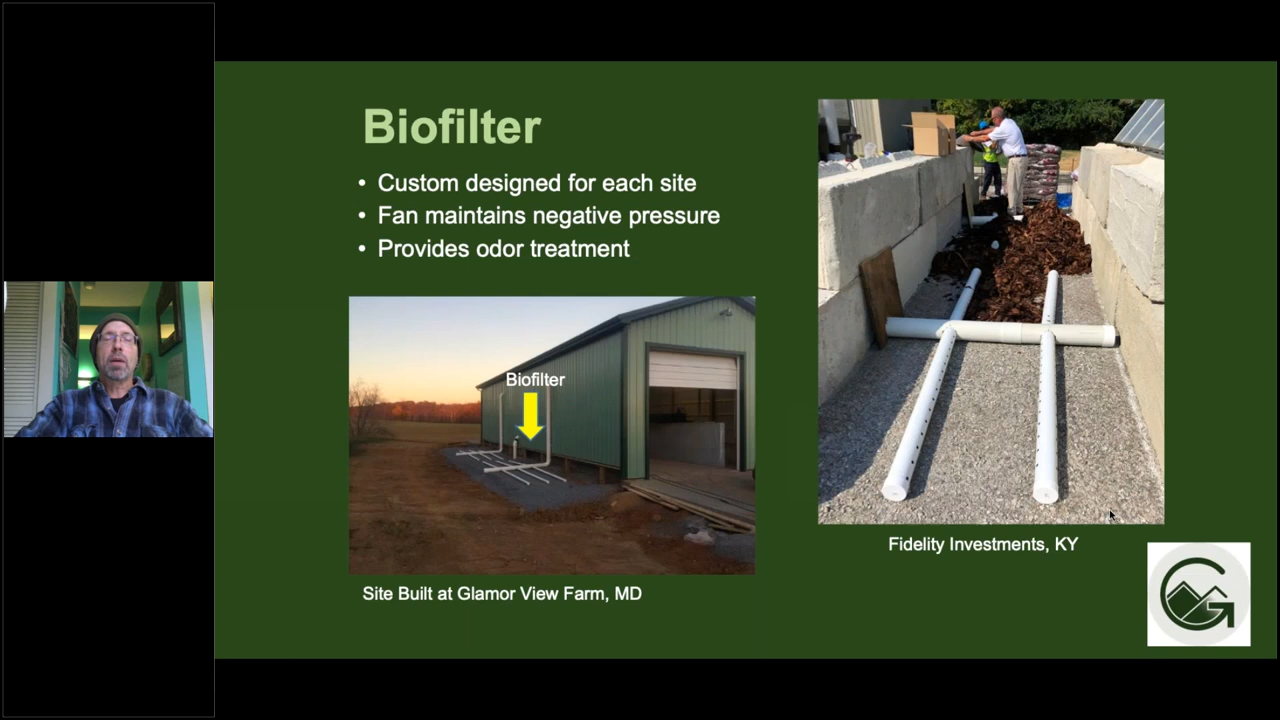 Biofilter
• Custom designed for each site
• Fan maintains negative pressure
• Provides odor treatment
Biofilter
Site Built at Glamor View Farm, MD
Fidelity Investments, KY